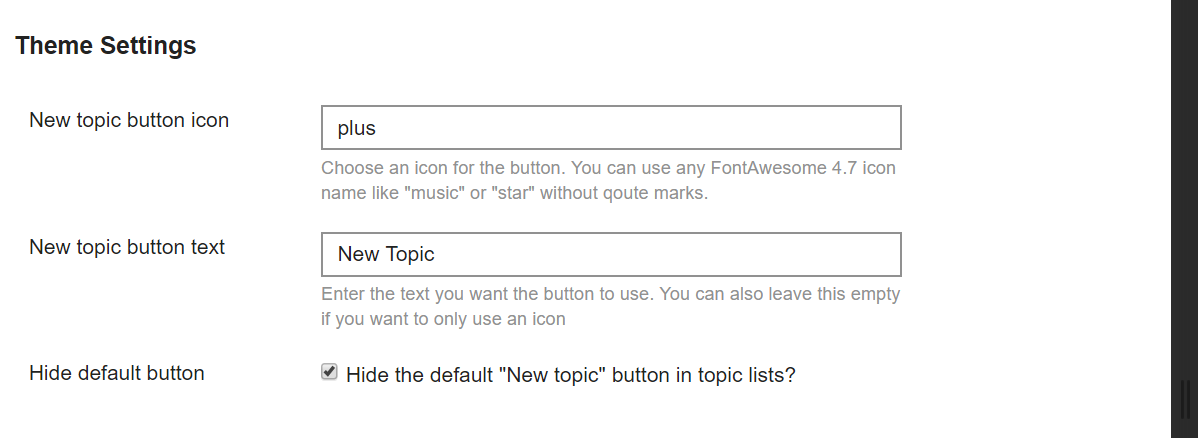 Theme Settings
New topic button icon
plus
Choose an icon for the button. You can use any FontAwesome 4.7 icon
name like "music" or "star" without qoute marks.
New topic button text
New Topic
Enter the text you want the button to use. You can also leave this empty
if you want to only use an icon
Hide default button
Hide the default "New topic" button in topic lists?